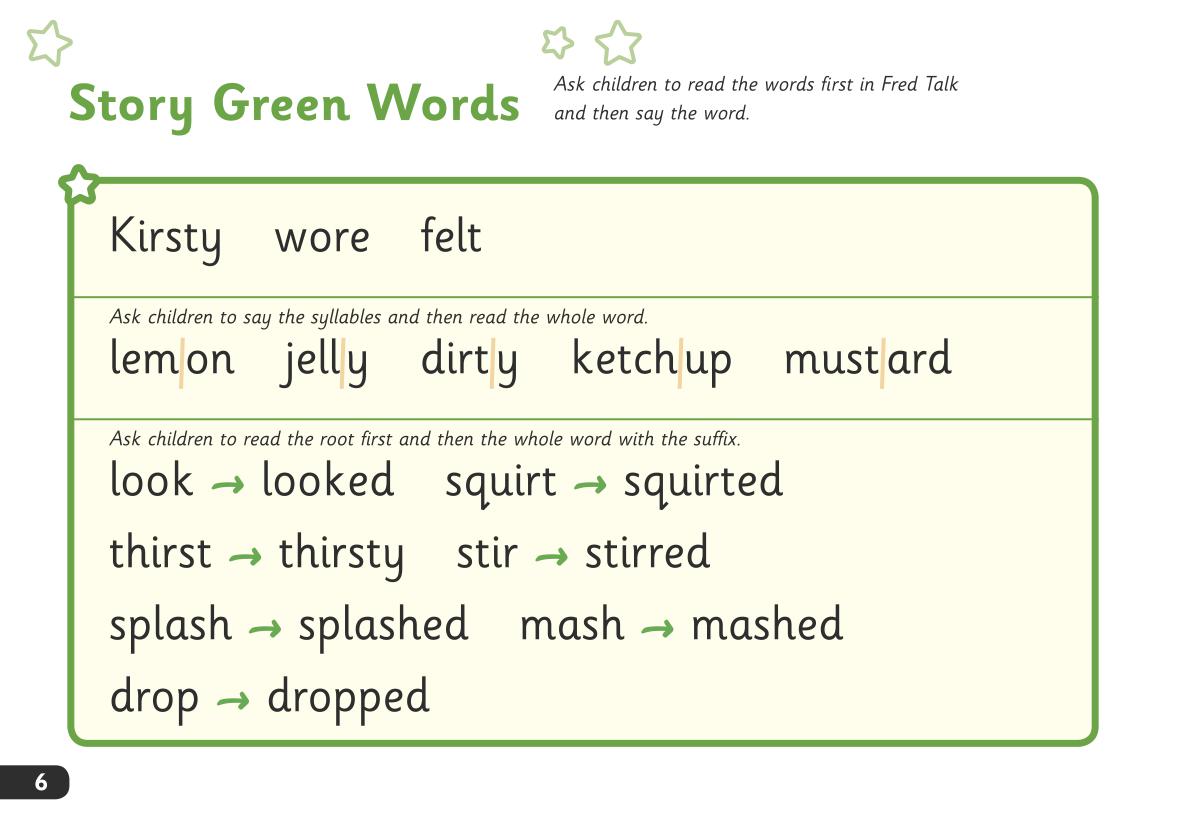 Story Green Words
Ask children to read the words first in Fred Talk
and then say the word.
Kirsty wore felt
Ask children to say the syllables and then read the whole word.
lem|on jell|y dirt|y ketch|up must|ard
Ask children to read the root first and then the whole word with the suffix.
look → looked squirt → squirted
thirst → thirsty stir → stirred
splash → splashed mash → mashed
drop → dropped
6